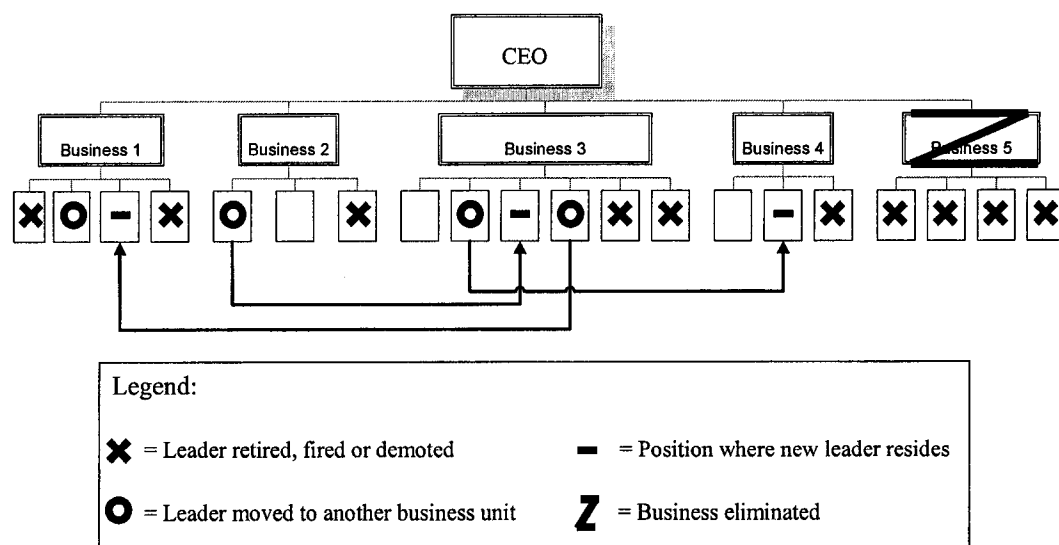 CEO
Business 1
Business 2
Business 3
Business 4
Business 5
Legend:
= Leader retired, fired or demoted
= Position where new leader resides
= Leader moved to another business unit
Z = Business eliminated